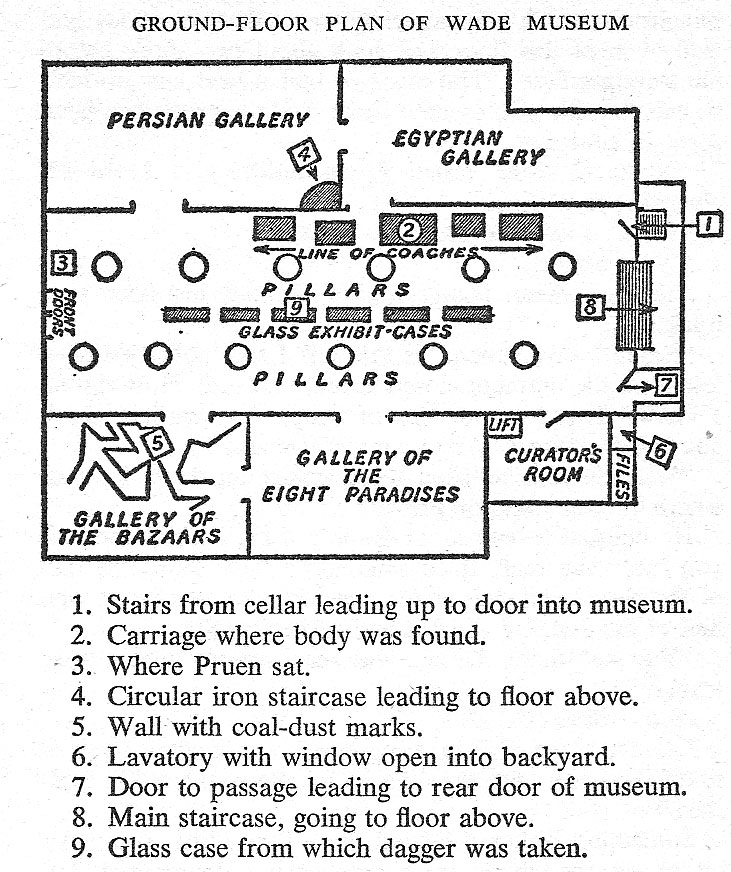 GROUND-FLOOR PLAN OF WADE MUSEUM
PERSIAN GALLERY
EGYPTIAN
GALLERY
4
1
2
LINE OF COACHES
3
PILLARS
9
8
FRONT
DOORS
GLASS EXHIBIT-CASES
PILLARS
7
5
LIFT
6
GALLERY OF
THE
EIGHT PARADISES
CURATOR'S
ROOM
FILES
GALLERY OF
THE BAZAARS
1. Stairs from cellar leading up to door into museum.
2. Carriage where body was found.
3. Where Pruen sat.
4. Circular iron staircase leading to floor above.
5. Wall with coal-dust marks.
6. Lavatory with window open into backyard.
7. Door to passage leading to rear door of museum.
8. Main staircase, going to floor above.
9. Glass case from which dagger was taken.